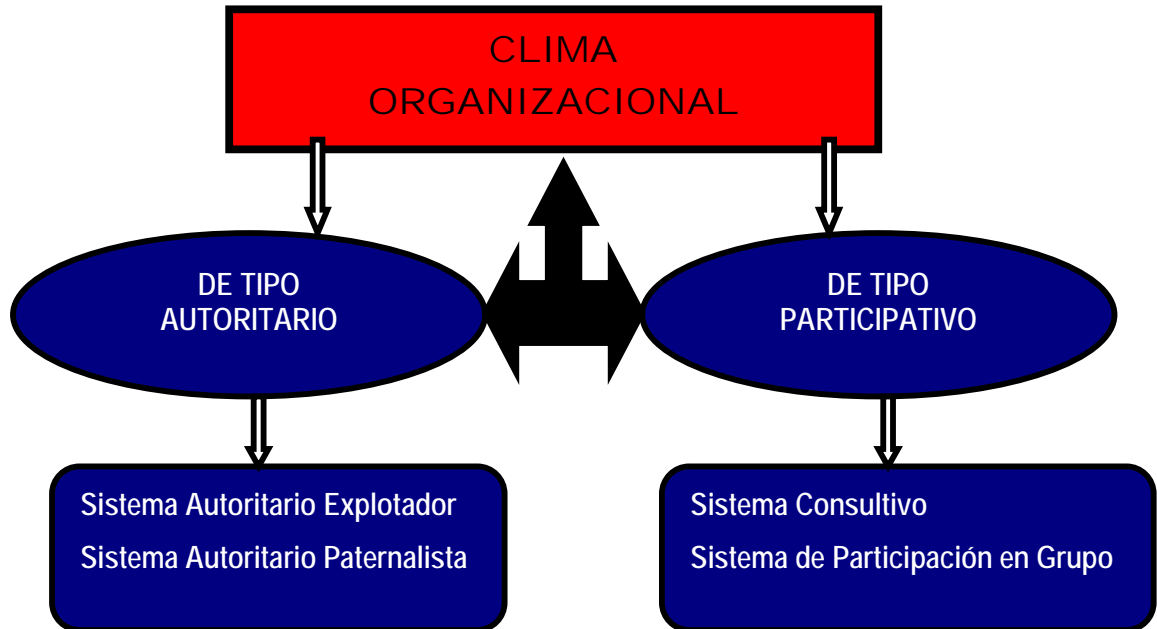 CLIMA
ORGANIZACIONAL
DE TIPO
AUTORITARIO
DE TIPO
PARTICIPATIVO
Sistema Autoritario Explotador
Sistema Autoritario Paternalista
Sistema Consultivo
Sistema de Participación en Grupo